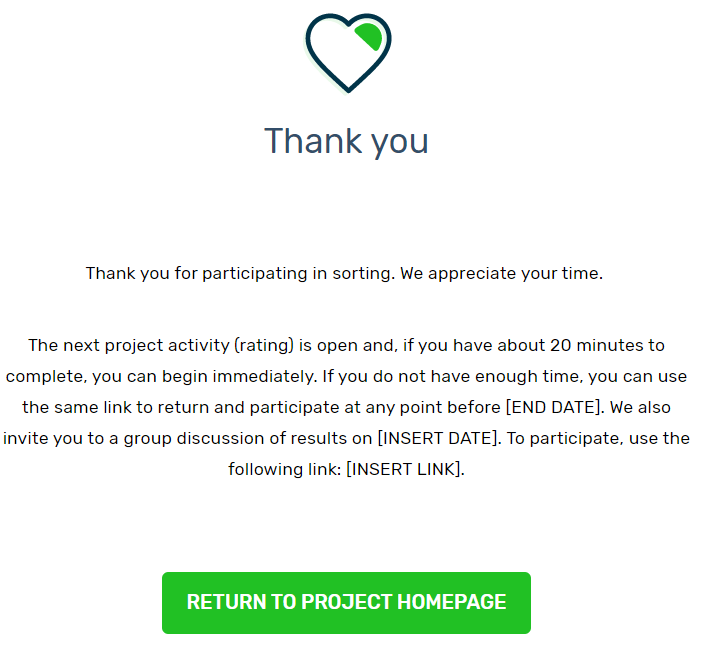 Thank you
Thank you for participating in sorting. We appreciate your time.
The next project activity (rating) is open and, if you have about 20 minutes to
complete, you can begin immediately. If you do not have enough time, you can use
the same link to return and participate at any point before [END DATE]. We also
invite you to a group discussion of results on [INSERT DATE]. To participate, use the
following link: [INSERT LINK].
RETURN TO PROJECT HOMEPAGE